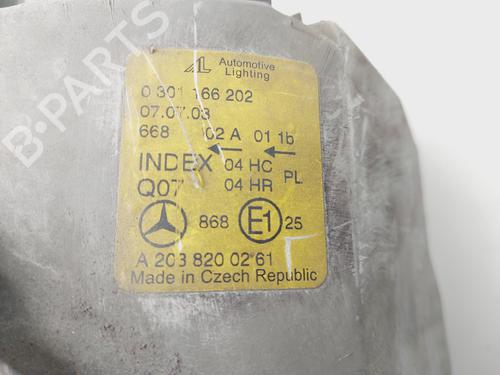 AL Automotive
Lighting
0 301 166 202
07.07.03
668 02 A 01 1b
INDEX 04 HC PL
Q07 04 HR
868 E1 25
A 203 820 02 61
Made in Czech Republic
B-PARTS